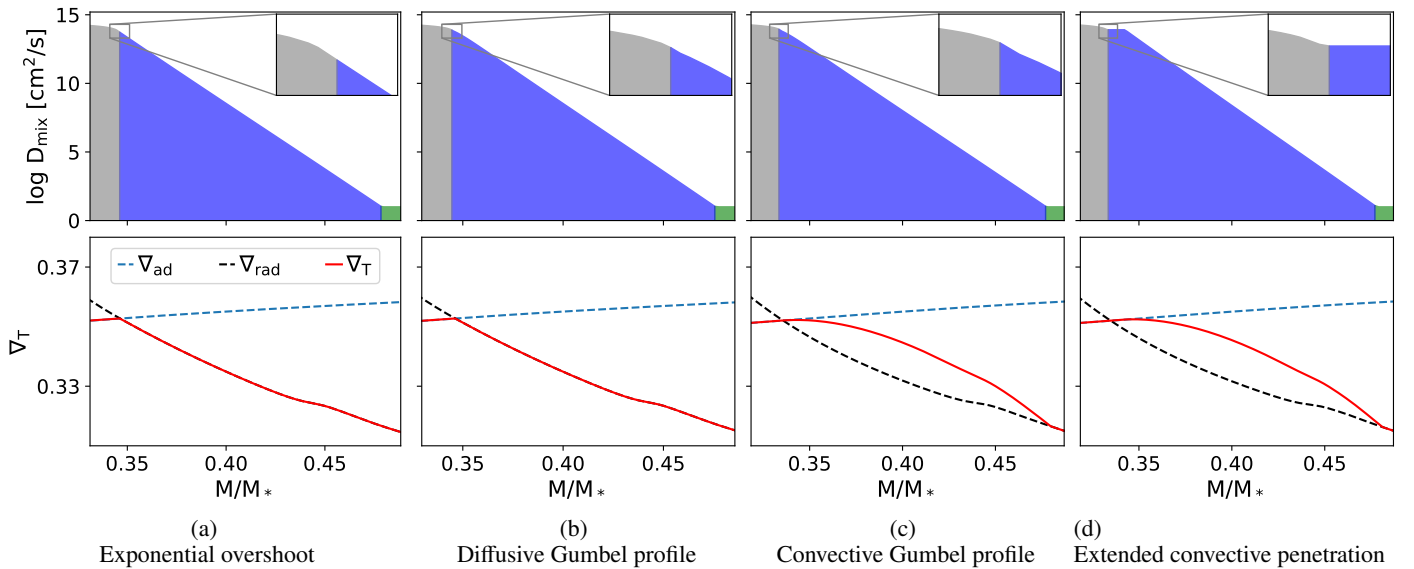 15
10
5
0
log D_mix [cm²/s]
0.37
0.33
∇_T
∇_ad
∇_rad
∇_T
0.35 0.40 0.45
0.35 0.40 0.45
0.35 0.40 0.45
0.35 0.40 0.45
M/M_* M/M_* M/M_* M/M_*
(a) (b) (c) (d)
Exponential overshoot
Diffusive Gumbel profile
Convective Gumbel profile
Extended convective penetration